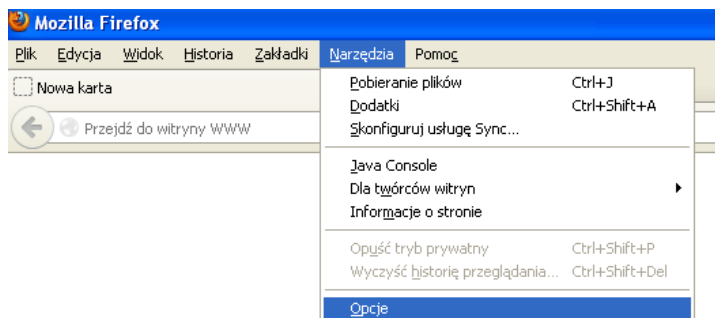 Mozilla Firefox
Plik Edycja Widok Historia Zakładki Narzędzia Pomoc
Nowa karta
Przejdź do witryny WWW
Pobieranie plików Ctrl+J
Dodatki Ctrl+Shift+A
Skonfiguruj usługę Sync...
Java Console
Dla twórców witryn
Informacje o stronie
Opuść tryb prywatny Ctrl+Shift+P
Wyczyść historię przeglądania... Ctrl+Shift+Del
Opcje